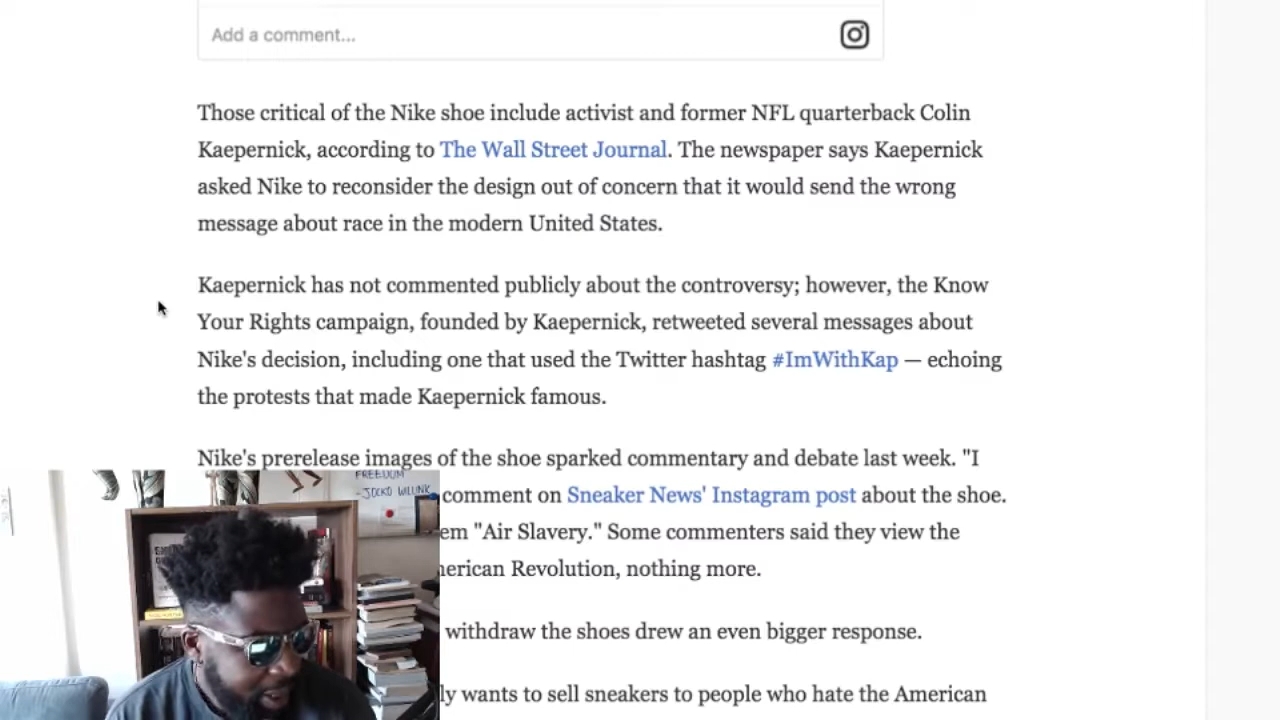 Add a comment...
Those critical of the Nike shoe include activist and former NFL quarterback Colin
Kaepernick, according to The Wall Street Journal. The newspaper says Kaepernick
asked Nike to reconsider the design out of concern that it would send the wrong
message about race in the modern United States.
Kaepernick has not commented publicly about the controversy; however, the Know
Your Rights campaign, founded by Kaepernick, retweeted several messages about
Nike's decision, including one that used the Twitter hashtag #ImWithKap — echoing
the protests that made Kaepernick famous.
Nike's prerelease images of the shoe sparked commentary and debate last week. "I
comment on Sneaker News' Instagram post about the shoe.
em "Air Slavery." Some commenters said they view the
erican Revolution, nothing more.
withdraw the shoes drew an even bigger response.
ly wants to sell sneakers to people who hate the American
FREEDOM
-JOCKO WILLINK